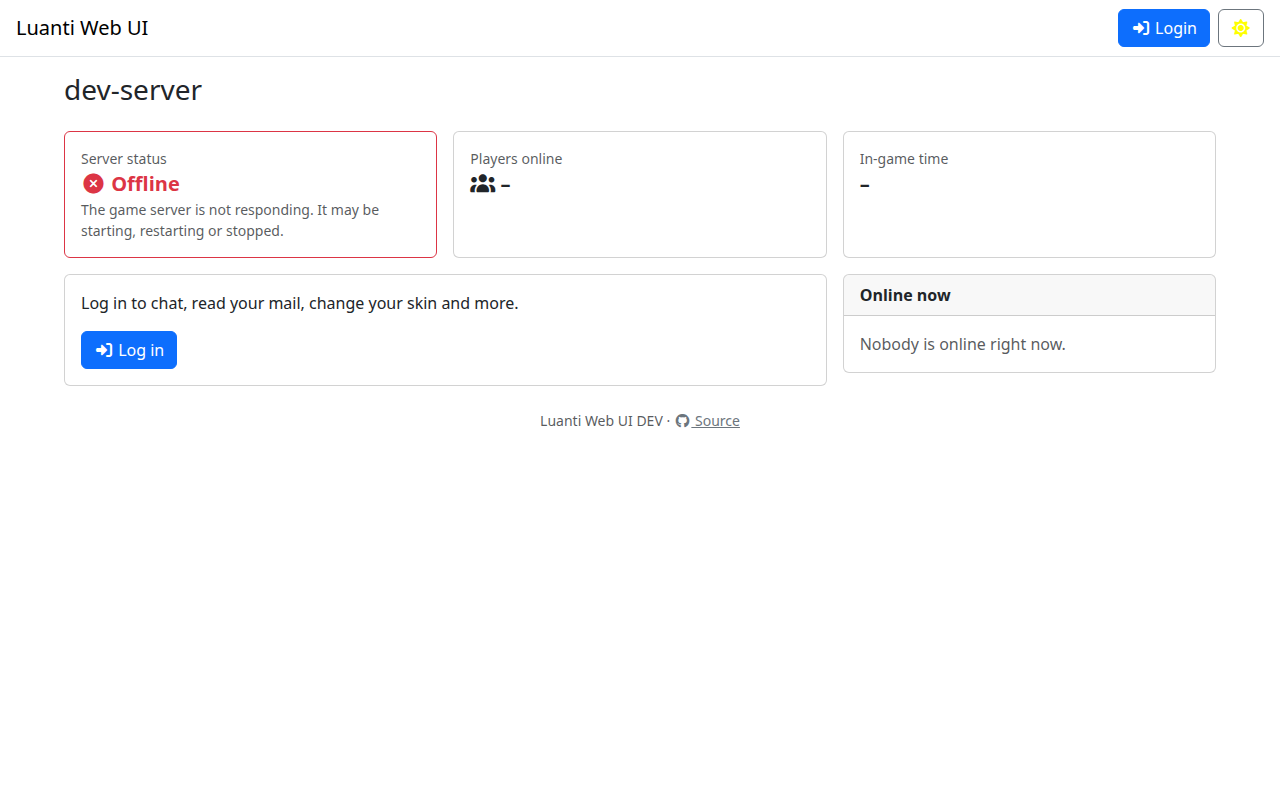 Luanti Web UI
Login
dev-server
Server status
Offline
The game server is not responding. It may be
starting, restarting or stopped.
Players online
–
In-game time
–
Log in to chat, read your mail, change your skin and more.
Log in
Online now
Nobody is online right now.
Luanti Web UI DEV · Source